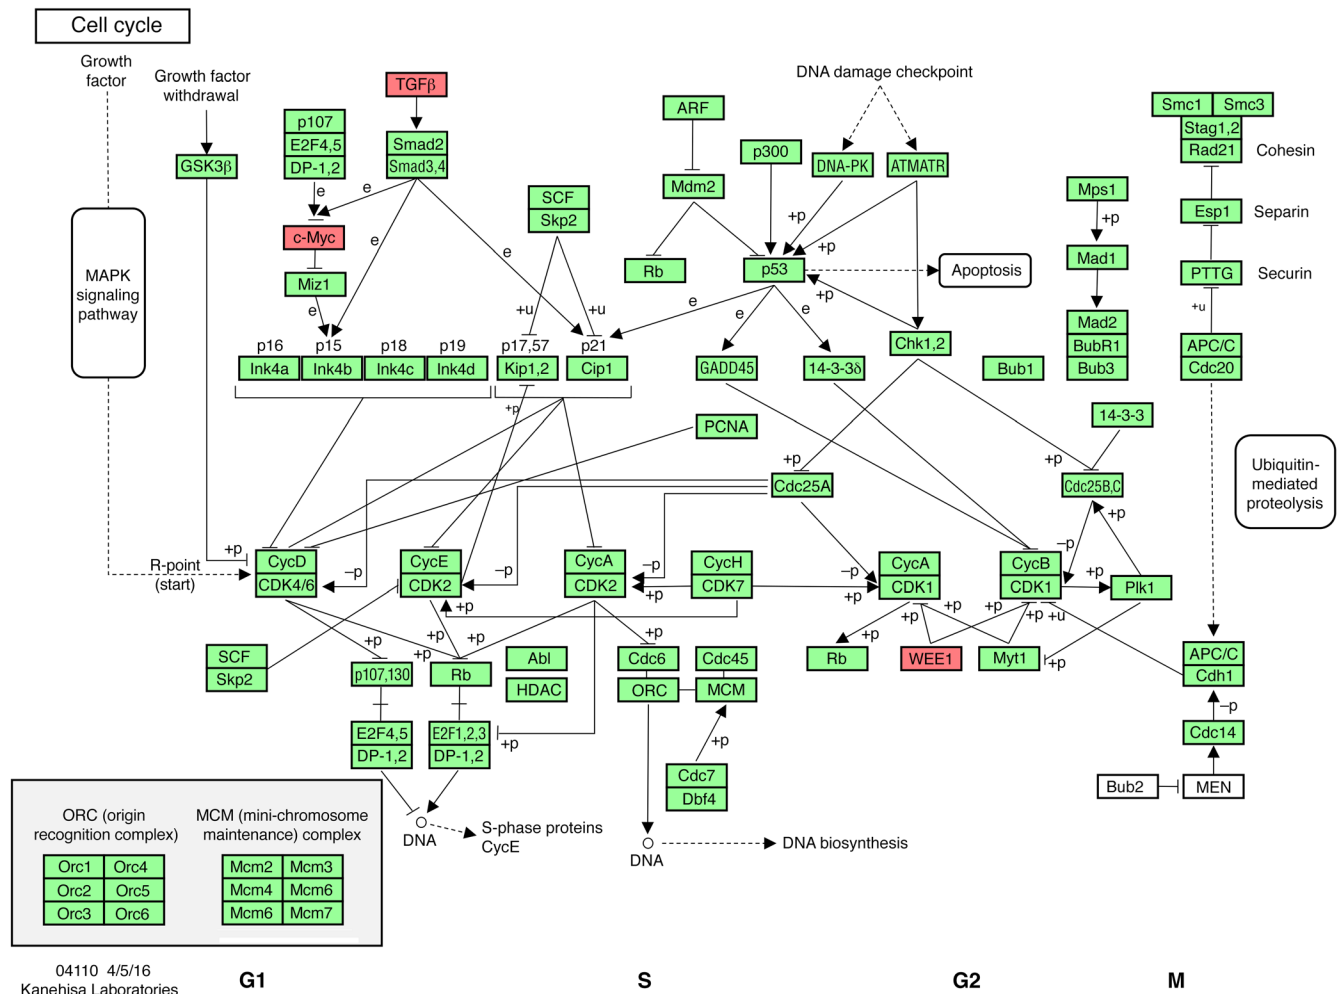 Cell cycle
Growth
factor
Growth factor
withdrawal
TGFβ
DNA damage checkpoint
ARF
Smc1
Smc3
p107
E2F4,5
DP-1,2
Smad2
Smad3,4
p300
DNA-PK
ATMATR
Stag1,2
Rad21
Cohesin
GSK3β
e
e
Mdm2
SCF
Skp2
Mps1
+p
Esp1
Separin
+p
+p
c-Myc
e
e
Mad1
MAPK
signaling
pathway
Miz1
e
Rb
p53
Apoptosis
PTTG
Securin
+p
e
e
+u
+u
+u
Mad2
BubR1
Bub3
p16
p15
p18
p19
p17,57
p21
Chk1,2
APC/C
Cdc20
Ink4a
Ink4b
Ink4c
Ink4d
Kip1,2
Cip1
GADD45
14-3-3δ
Bub1
+p
14-3-3
PCNA
+p
+p
Cdc25A
Cdc25B,C
Ubiquitin-
mediated
proteolysis
+p
R-point
(start)
+p
CycD
CDK4/6
–p
CycE
CDK2
–p
CycA
CDK2
–p
+p
CycH
CDK7
–p
+p
CycA
CDK1
CycB
CDK1
–p
+p
Plk1
+p
+p
+p
+p
+u
+p
+p
+p
+p
+p
+p
SCF
Skp2
p107,130
Rb
Abl
HDAC
Cdc6
Cdc45
ORC
MCM
Rb
WEE1
Myt1
+p
APC/C
Cdh1
–p
E2F4,5
DP-1,2
E2F1,2,3
DP-1,2
+p
+p
Cdc14
Cdc7
Dbf4
Bub2
MEN
ORC (origin
recognition complex)
MCM (mini-chromosome
maintenance) complex
DNA
S-phase proteins
CycE
DNA
DNA biosynthesis
Orc1
Orc4
Orc2
Orc5
Orc3
Orc6
Mcm2
Mcm3
Mcm4
Mcm6
Mcm6
Mcm7
04110 4/5/16
Kanehisa Laboratories
G1
S
G2
M